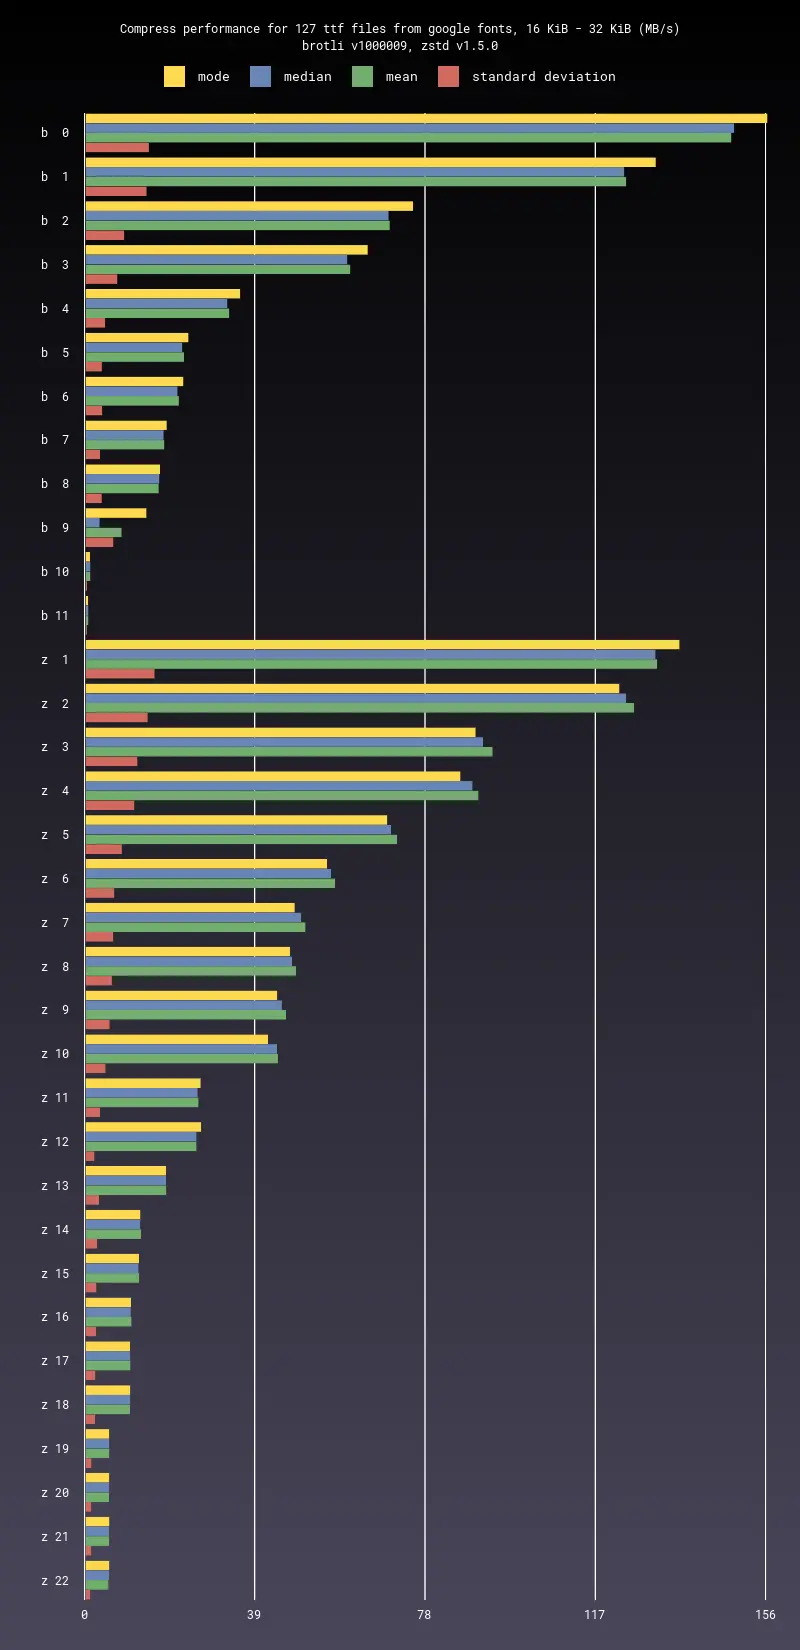 Compress performance for 127 ttf files from google fonts, 16 KiB - 32 KiB (MB/s)
brotli v1000009, zstd v1.5.0
mode median mean standard deviation
b 0
b 1
b 2
b 3
b 4
b 5
b 6
b 7
b 8
b 9
b 10
b 11
z 1
z 2
z 3
z 4
z 5
z 6
z 7
z 8
z 9
z 10
z 11
z 12
z 13
z 14
z 15
z 16
z 17
z 18
z 19
z 20
z 21
z 22
0 39 78 117 156